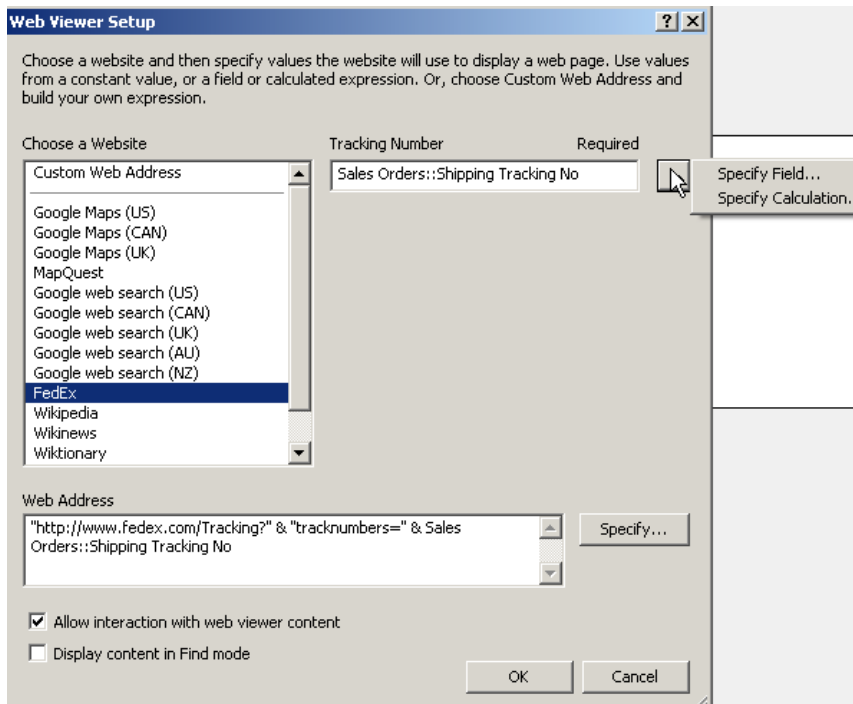 Web Viewer Setup
Choose a website and then specify values the website will use to display a web page. Use values
from a constant value, or a field or calculated expression. Or, choose Custom Web Address and
build your own expression.
Choose a Website
Tracking Number
Required
Custom Web Address
Sales Orders::Shipping Tracking No
Specify Field...
Specify Calculation.
Google Maps (US)
Google Maps (CAN)
Google Maps (UK)
MapQuest
Google web search (US)
Google web search (CAN)
Google web search (UK)
Google web search (AU)
Google web search (NZ)
FedEx
Wikipedia
Wikinews
Wiktionary
Web Address
"http://www.fedex.com/Tracking?" & "tracknumbers=" & Sales
Orders::Shipping Tracking No
Specify...
Allow interaction with web viewer content
Display content in Find mode
OK
Cancel